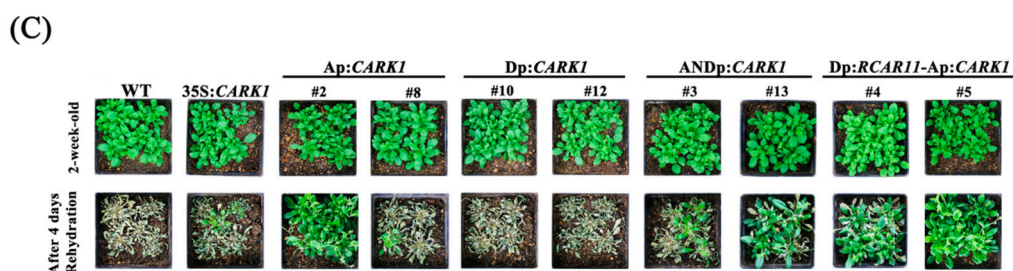 (C)
Ap:CARK1 Dp:CARK1 ANDp:CARK1 Dp:RCAR11-Ap:CARK1
WT 35S:CARK1 #2 #8 #10 #12 #3 #13 #4 #5
2-week-old
After 4 days
Rehydration